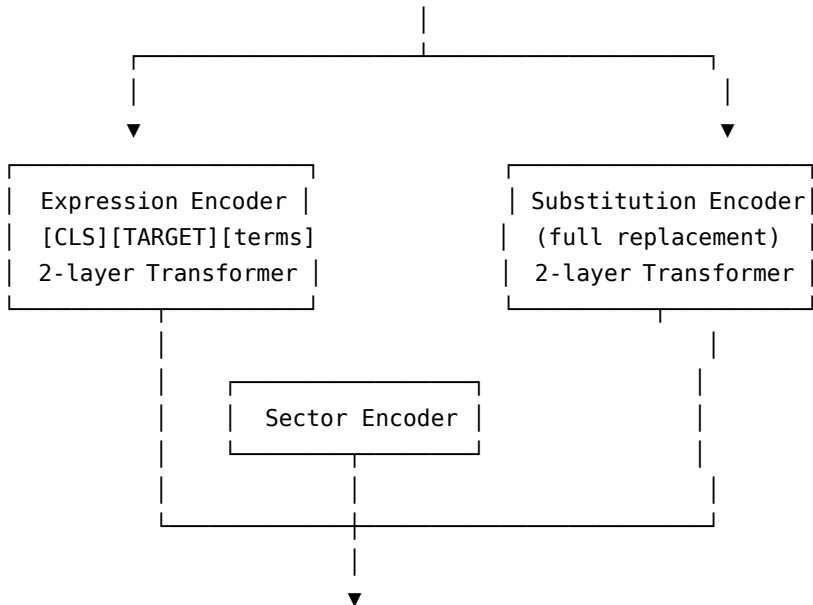 Expression Encoder
[CLS][TARGET][terms]
2-layer Transformer
Substitution Encoder
(full replacement)
2-layer Transformer
Sector Encoder